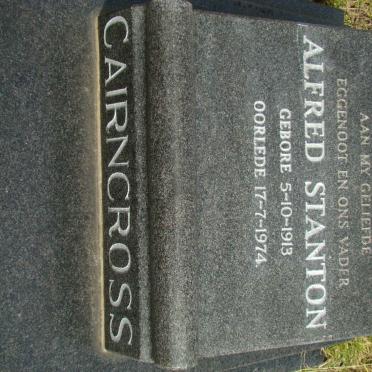 AAN MY GELIEFDE
EGGENOOT EN ONS VADER
ALFRED STANTON
GEBORE 5-10-1913
OORLEDE 17-7-1974.
CAIRNCROSS